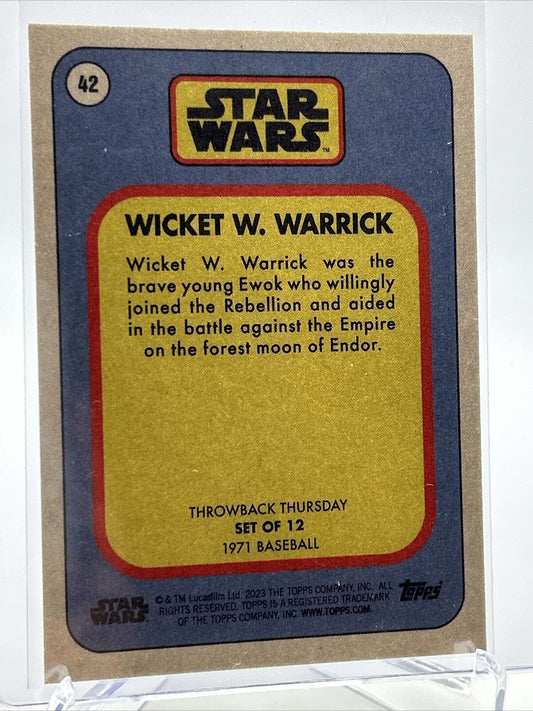 42
STAR
WARS™
WICKET W. WARRICK
Wicket W. Warrick was the
brave young Ewok who willingly
joined the Rebellion and aided
in the battle against the Empire
on the forest moon of Endor.
THROWBACK THURSDAY
SET OF 12
1971 BASEBALL
STAR
WARS
© & TM Lucasfilm Ltd. 2023 THE TOPPS COMPANY, INC. ALL
RIGHTS RESERVED, TOPPS IS A REGISTERED TRADEMARK
OF THE TOPPS COMPANY, INC. WWW.TOPPS.COM.
TOPPS